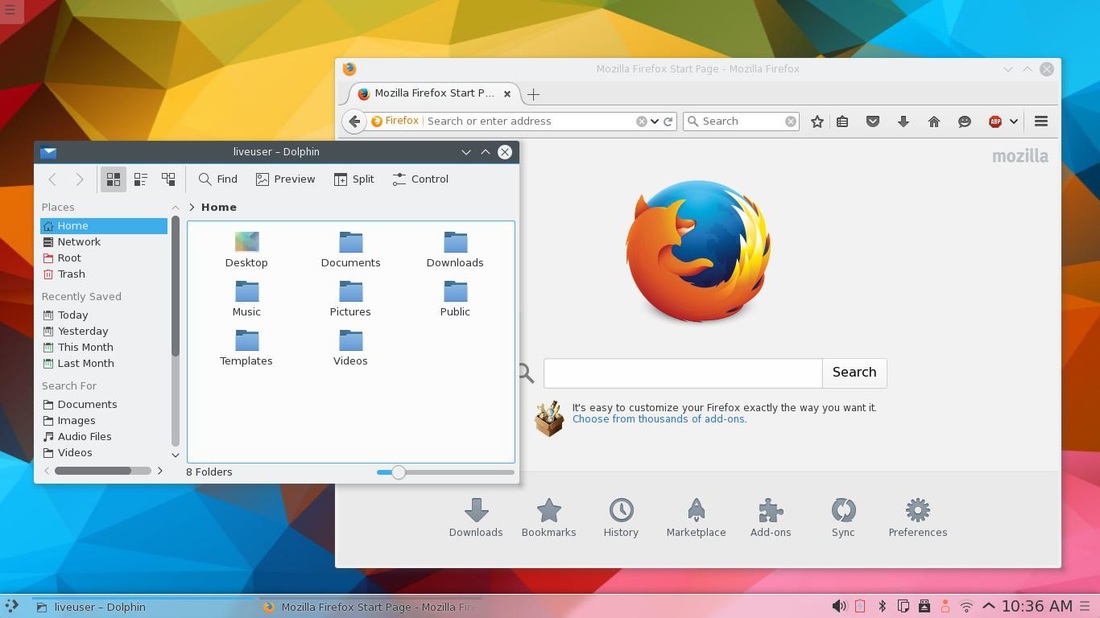 Mozilla Firefox Start Page - Mozilla Firefox
Mozilla Firefox Start P...
Firefox Search or enter address
Search
ABP
mozilla
Search
It's easy to customize your Firefox exactly the way you want it.
Choose from thousands of add-ons.
Downloads Bookmarks History Marketplace Add-ons Sync Preferences
liveuser – Dolphin
Find Preview Split Control
Places
Home
Network
Root
Trash
Recently Saved
Today
Yesterday
This Month
Last Month
Search For
Documents
Images
Audio Files
Videos
Home
Desktop Documents Downloads
Music Pictures Public
Templates Videos
8 Folders
liveuser – Dolphin
Mozilla Firefox Start Page - Mozilla Fire
10:36 AM